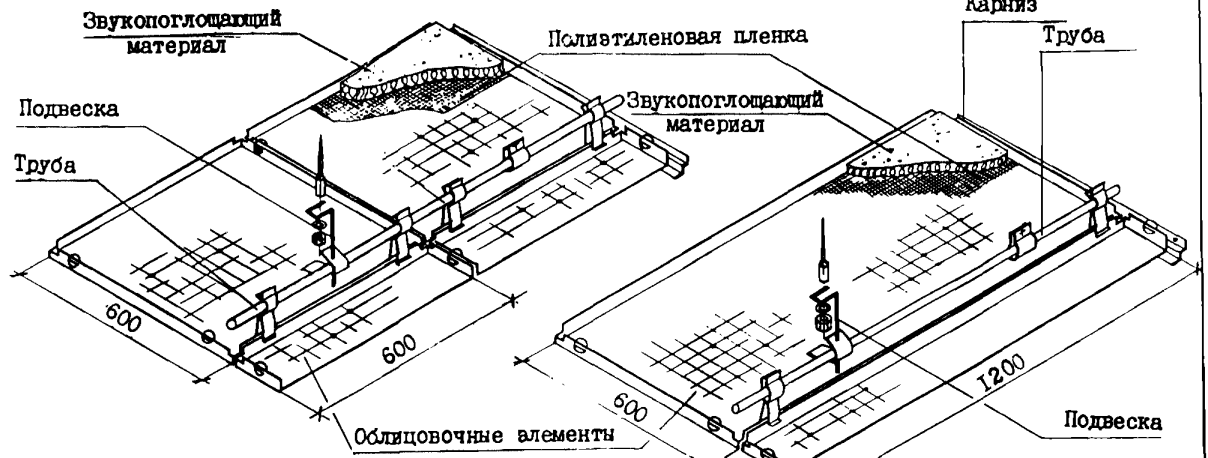 Карниз
Звукопоглощающий
материал
Полиэтиленовая пленка
Труба
Подвеска
Звукопоглощающий
материал
Труба
600
600
600
1200
Облицовочные элементы
Подвеска